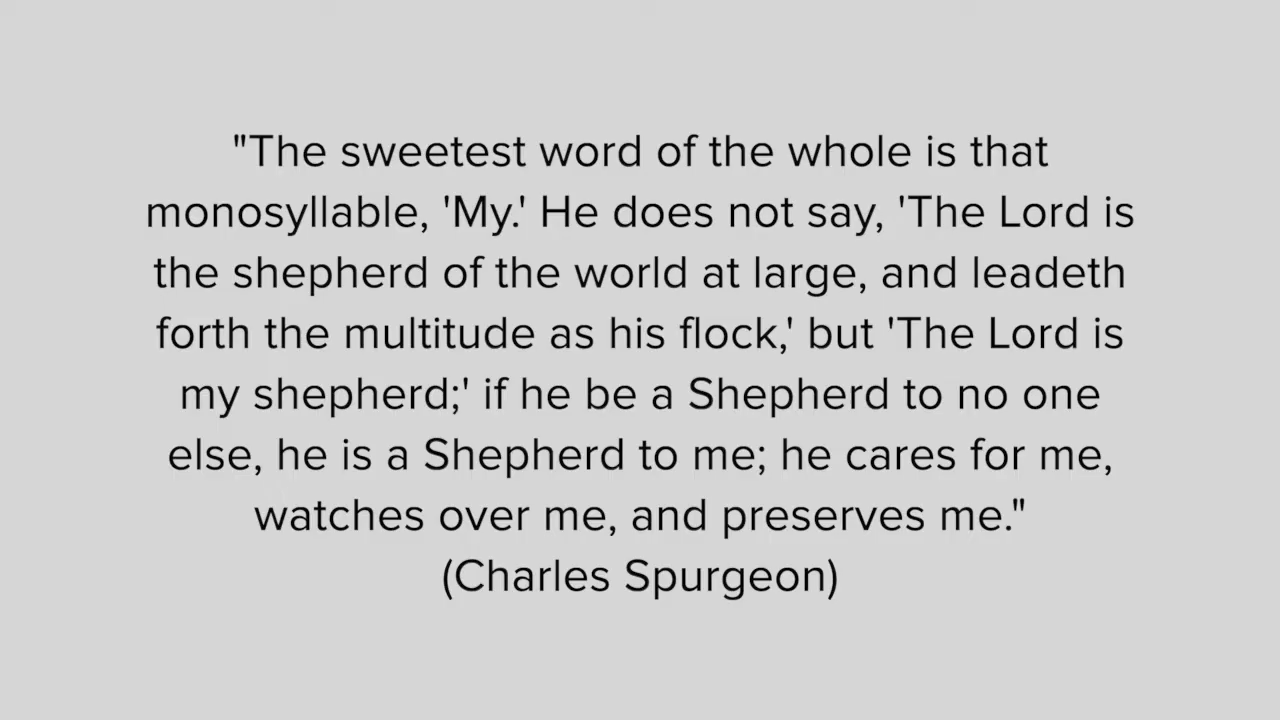 "The sweetest word of the whole is that
monosyllable, 'My.' He does not say, 'The Lord is
the shepherd of the world at large, and leadeth
forth the multitude as his flock,' but 'The Lord is
my shepherd;' if he be a Shepherd to no one
else, he is a Shepherd to me; he cares for me,
watches over me, and preserves me."
(Charles Spurgeon)